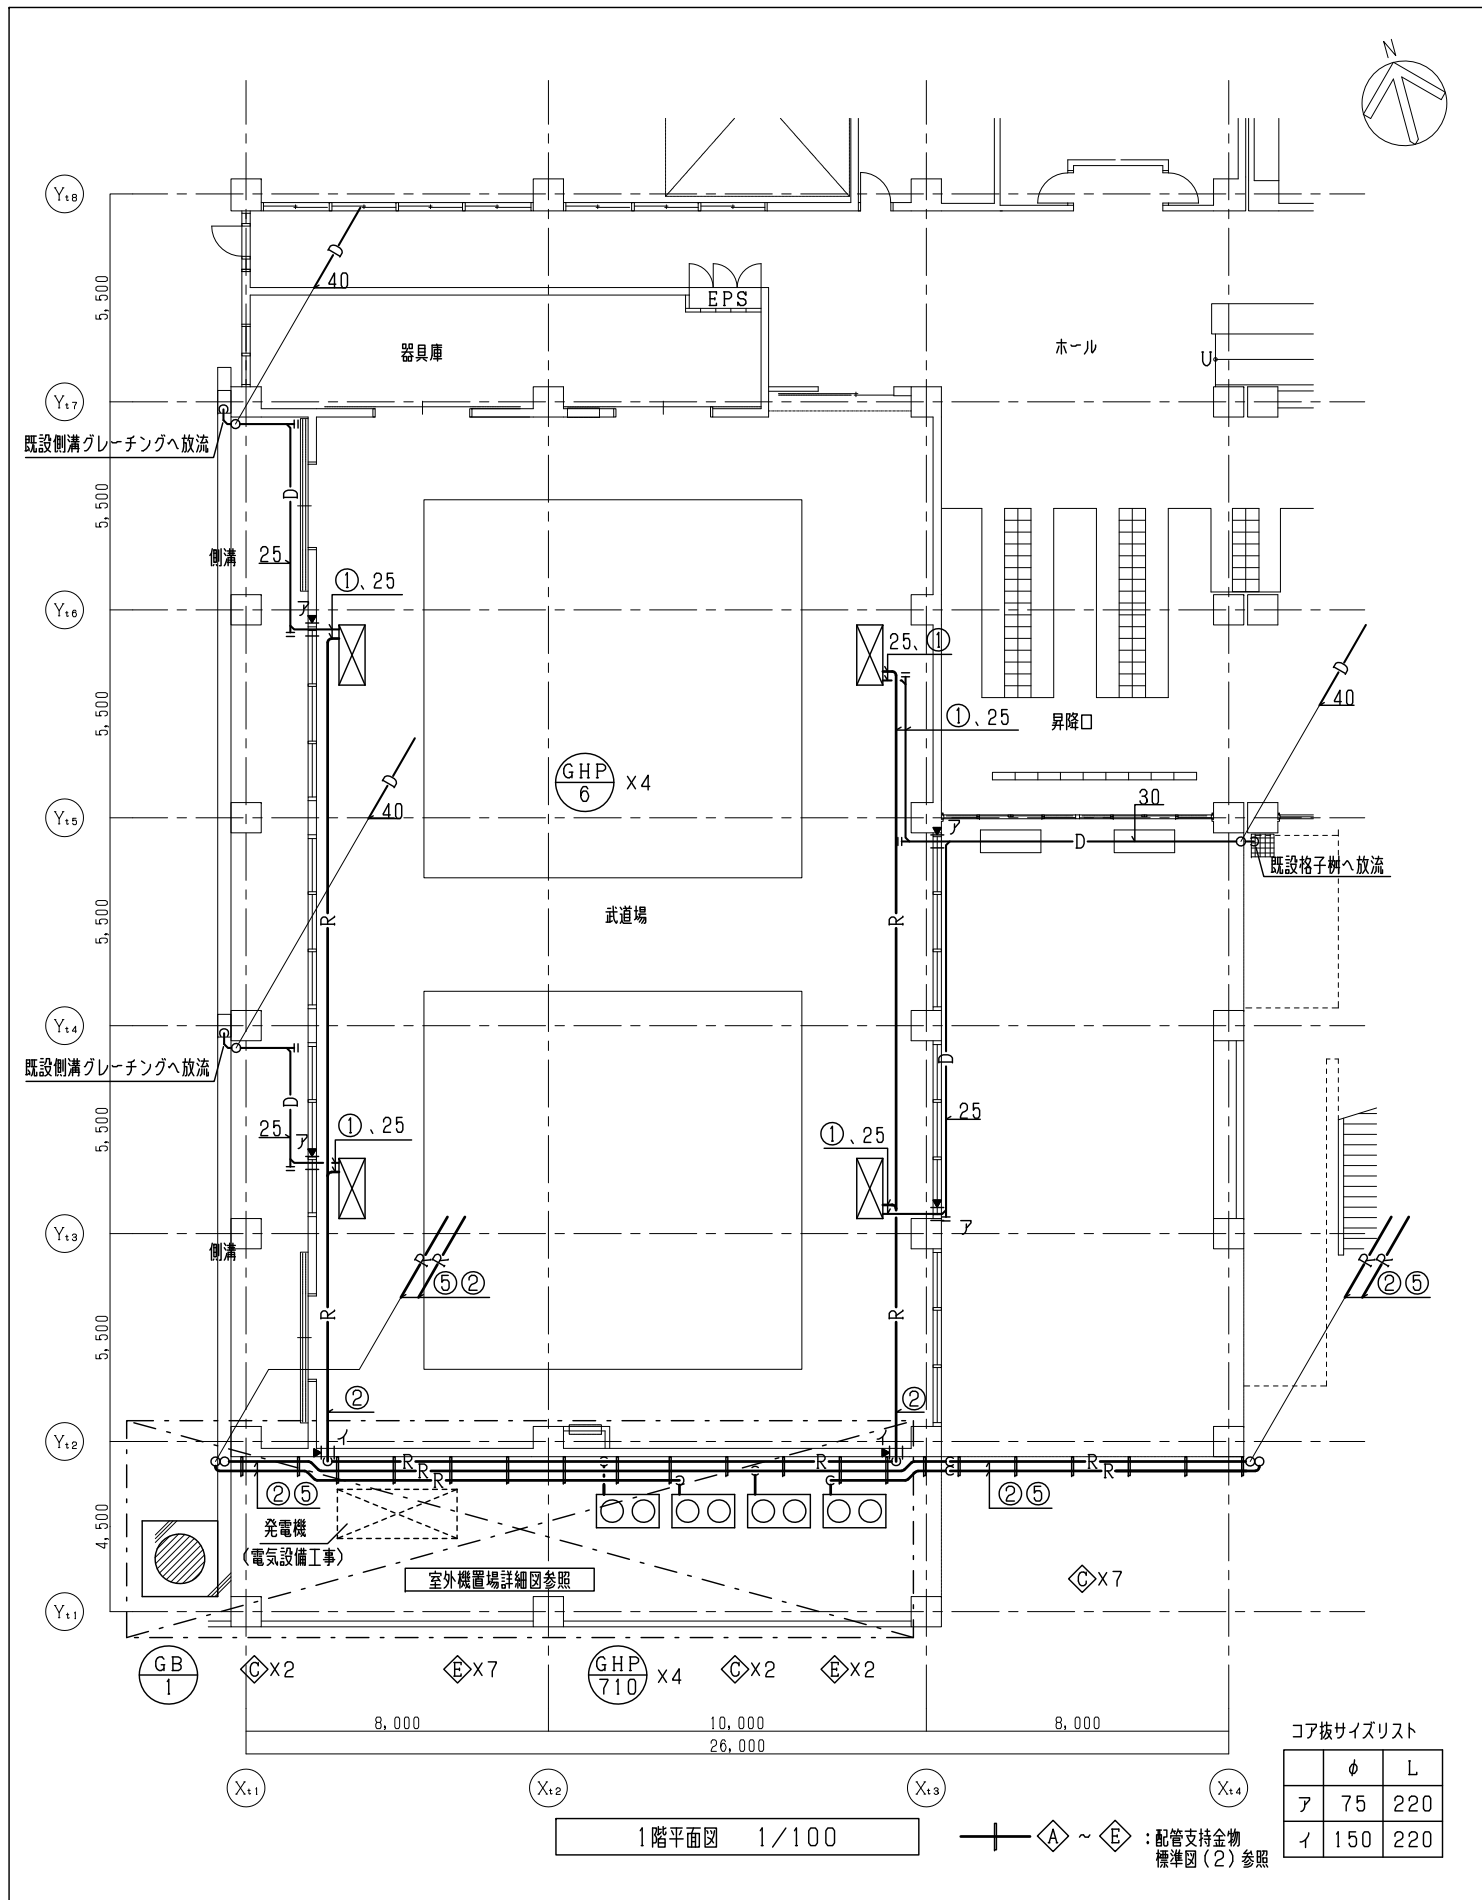 N
Yt8
5,500
D
40
EPS
器具庫
ホール
U
Yt7
既設側溝グレーチングへ放流
5,500
D
側溝
25
①、25
Yt6
ア
25、①
D
40
①、25
昇降口
5,500
GHP
6
X4
D
40
30
Yt5
ア
D
既設格子桝へ放流
R
武道場
R
5,500
Yt4
既設側溝グレーチングへ放流
D
D
25
25
ア
①、25
①、25
5,500
Yt3
側溝
ア
R R
⑤②
R R
②⑤
R
R
5,500
②
②
Yt2
イ
イ
R
R
R
R
R
R
②⑤
②⑤
発電機
(電気設備工事)
4,500
室外機置場詳細図参照
C X7
Yt1
GB
1
C X2
E X7
GHP
710
X4
C X2
E X2
8,000
10,000
8,000
26,000
Xt1
Xt2
Xt3
Xt4
コア抜サイズリスト
φ L
ア 75 220
イ 150 220
1階平面図 1/100
A ~ E :配管支持金物
標準図(2)参照